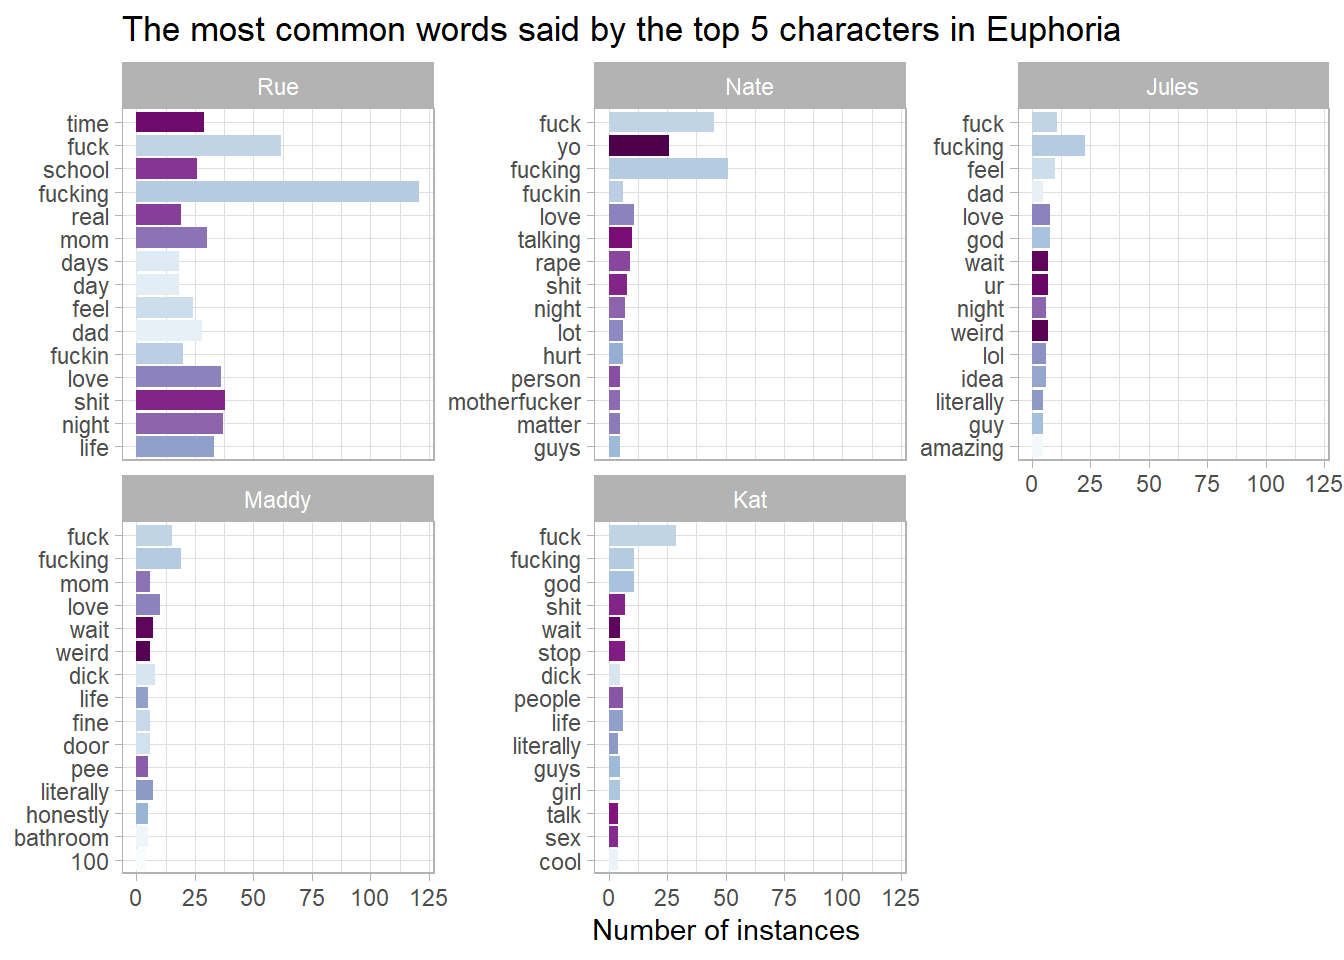 The most common words said by the top 5 characters in Euphoria
Rue
time
fuck
school
fucking
real
mom
days
day
feel
dad
fuckin
love
shit
night
life
Nate
fuck
yo
fucking
fuckin
love
talking
rape
shit
night
lot
hurt
person
motherfucker
matter
guys
Jules
fuck
fucking
feel
dad
love
god
wait
ur
night
weird
lol
idea
literally
guy
amazing
0 25 50 75 100 125
Maddy
fuck
fucking
mom
love
wait
weird
dick
life
fine
door
pee
literally
honestly
bathroom
100
0 25 50 75 100 125
Kat
fuck
fucking
god
shit
wait
stop
dick
people
life
literally
guys
girl
talk
sex
cool
0 25 50 75 100 125
Number of instances